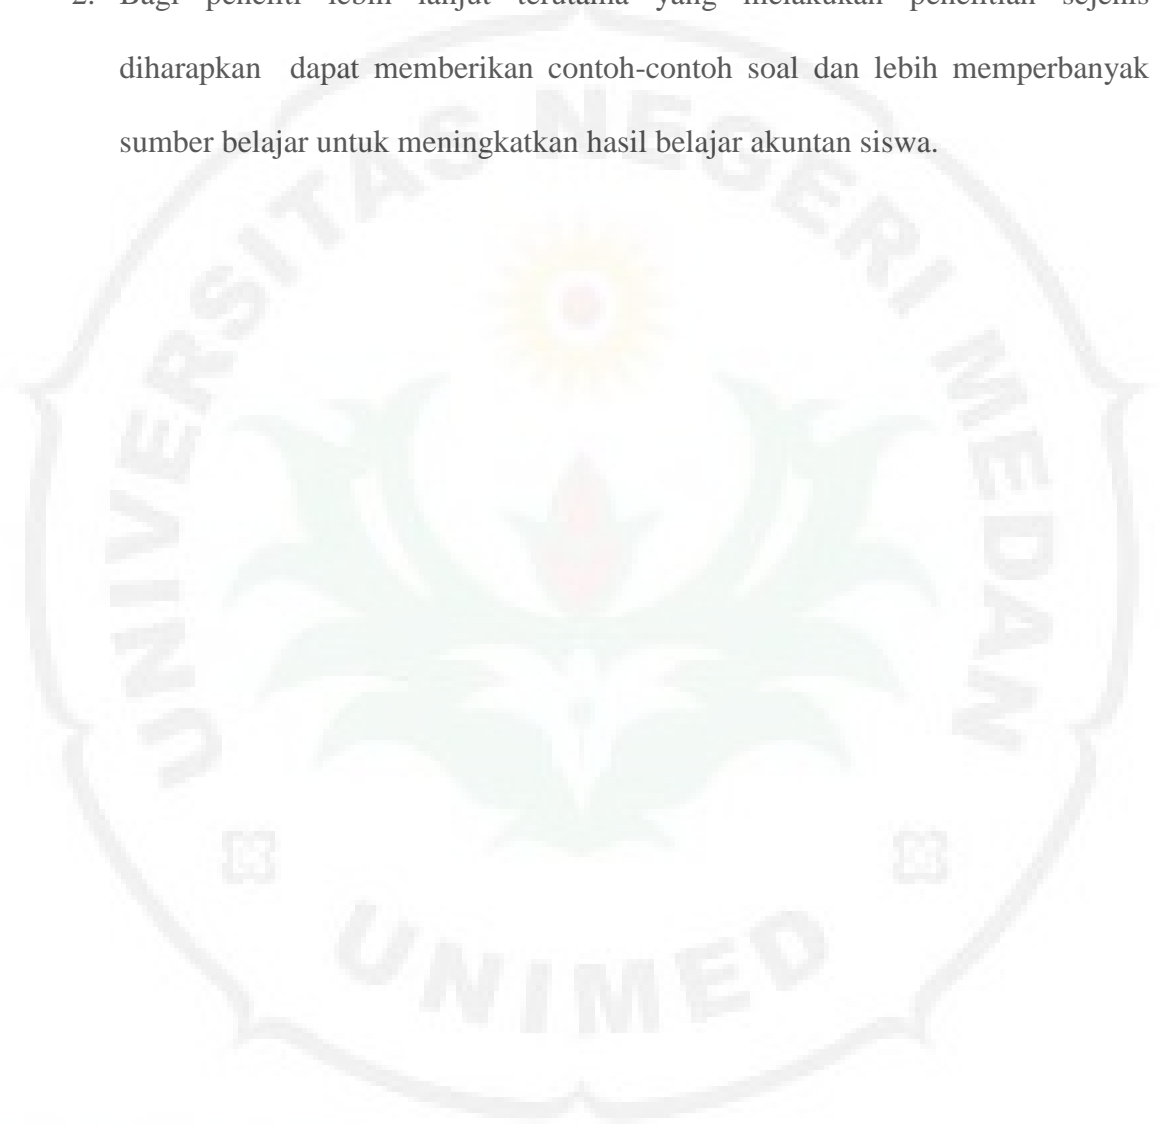 2. Bagi peneliti lebih lanjut terutama yang melakukan penelitian sejenis
diharapkan dapat memberikan contoh-contoh soal dan lebih memperbanyak
sumber belajar untuk meningkatkan hasil belajar akuntan siswa.
UNIVERSITAS NEGERI MEDAN
UNIMED